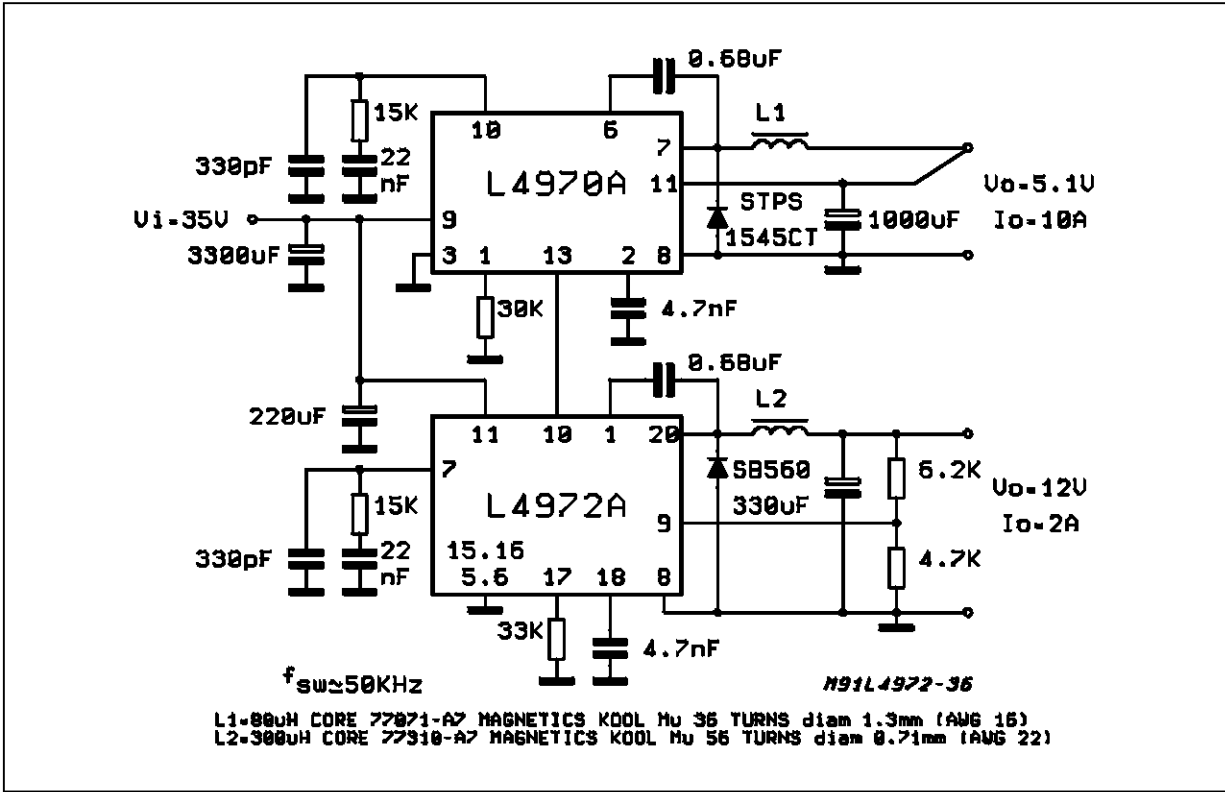 0.68uF
15K
10
6
L1
330pF
22
nF
L4970A
7
11
Vo=5.1V
Io=10A
STPS
1545CT
1000uF
Vi=35V
9
3300uF
3
1
13
2
8
30K
4.7nF
0.68uF
L2
220uF
11
10
1
20
7
15K
L4972A
SB560
330uF
6.2K
Vo=12V
Io=2A
9
330pF
22
nF
15.16
5.6
17
18
8
4.7K
33K
4.7nF
fsw≃50KHz
M91L4972-36
L1=80uH CORE 77071-A7 MAGNETICS KOOL Mu 36 TURNS diam 1.3mm (AWG 16)
L2=300uH CORE 77310-A7 MAGNETICS KOOL Mu 56 TURNS diam 0.71mm (AWG 22)